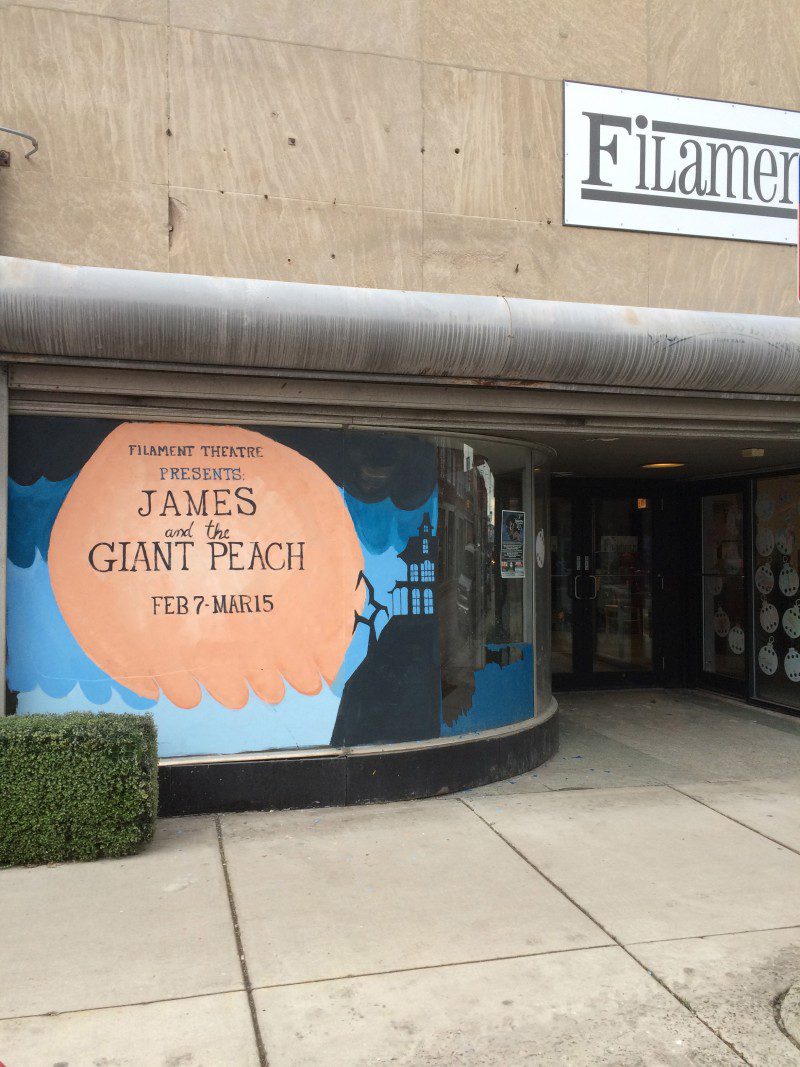 FiLamen
FILAMENT THEATRE
PRESENTS:
JAMES
and the
GIANT PEACH
FEB 7-MAR 15